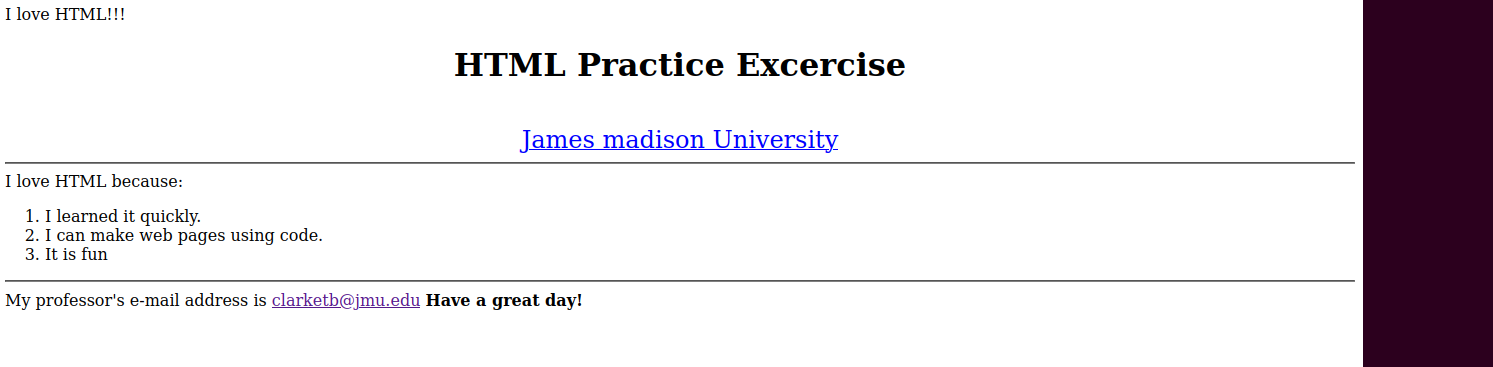 I love HTML!!!
HTML Practice Excercise
James madison University
I love HTML because:
1. I learned it quickly.
2. I can make web pages using code.
3. It is fun
My professor's e-mail address is clarketb@jmu.edu Have a great day!